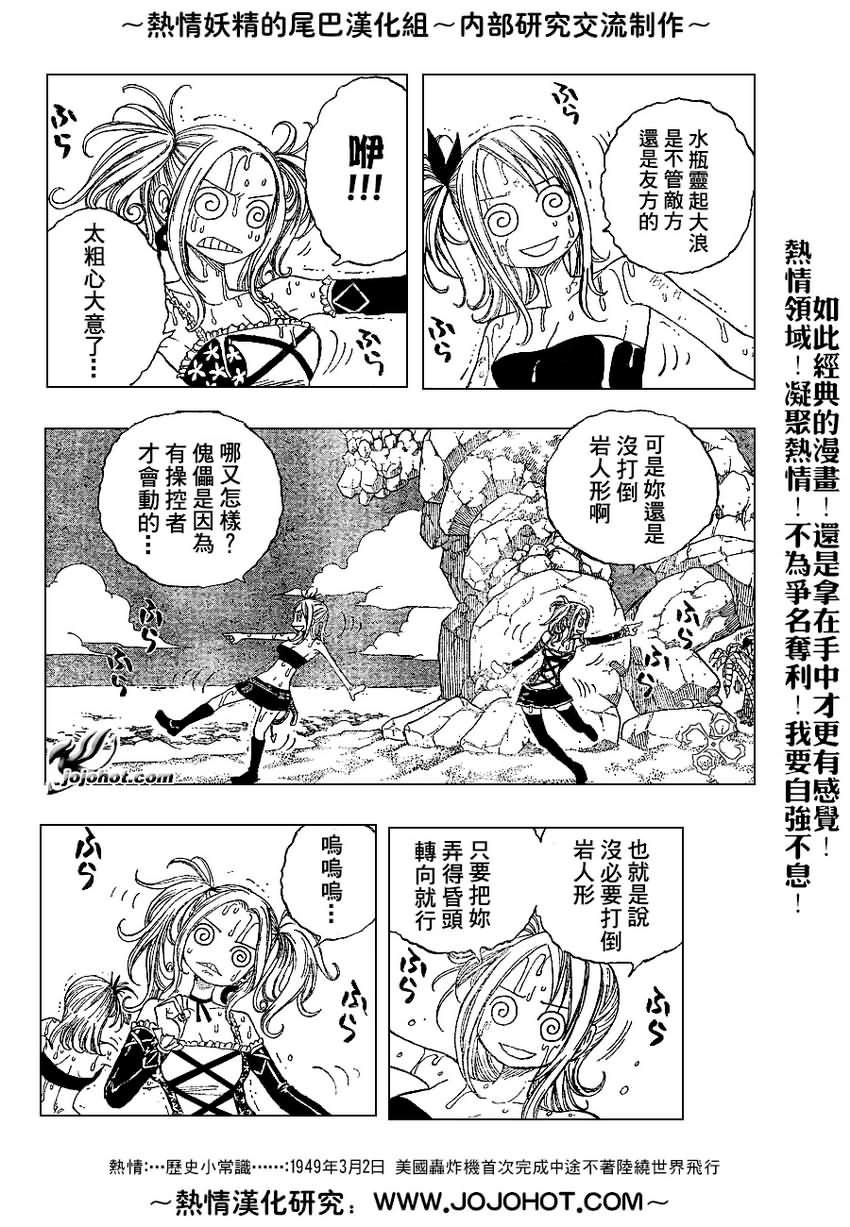 ～熱情妖精的尾巴漢化組～内部研究交流制作～
水瓶靈起大浪
是不管敵方
還是友方的
ふら
ふら
咿!!!
太粗心大意了…
ふら
ふら
可是妳還是
沒打倒
岩人形啊
哪又怎樣?
傀儡是因為
有操控者
才會動的…
ふら
ふら
ふら
ふら
jojohot.com
也就是說
沒必要打倒
岩人形
只要把妳
弄得昏頭
轉向就行
ふら
ふら
嗚嗚嗚…
ふら
ふら
如此經典的漫畫！還是拿在手中才更有感覺！
熱情領域！凝聚熱情！不為爭名奪利！我要自強不息！
熱情:…歷史小常識……:1949年3月2日 美國轟炸機首次完成中途不著陸繞世界飛行
～熱情漢化研究：WWW.JOJOHOT.COM～